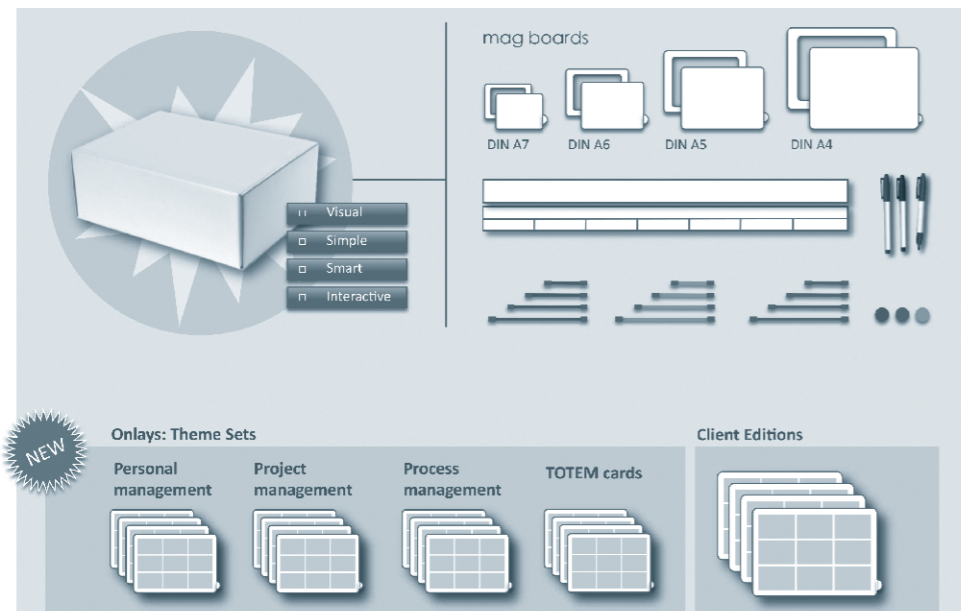 mag boards
DIN A7
DIN A6
DIN A5
DIN A4
Visual
Simple
Smart
Interactive
NEW
Onlays: Theme Sets
Client Editions
Personal
management
Project
management
Process
management
TOTEM cards